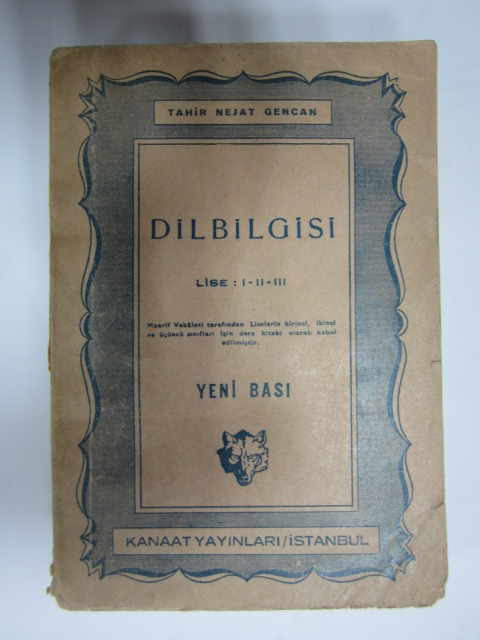 TAHİR NEJAT GENCAN
DİLBİLGİSİ
LİSE : I-II-III
Maarif Vekâleti tarafından Liselerin birinci, ikinci
ve üçüncü sınıfları için ders kitabı olarak kabul
edilmiştir.
YENİ BASI
KANAAT YAYINLARI/İSTANBUL